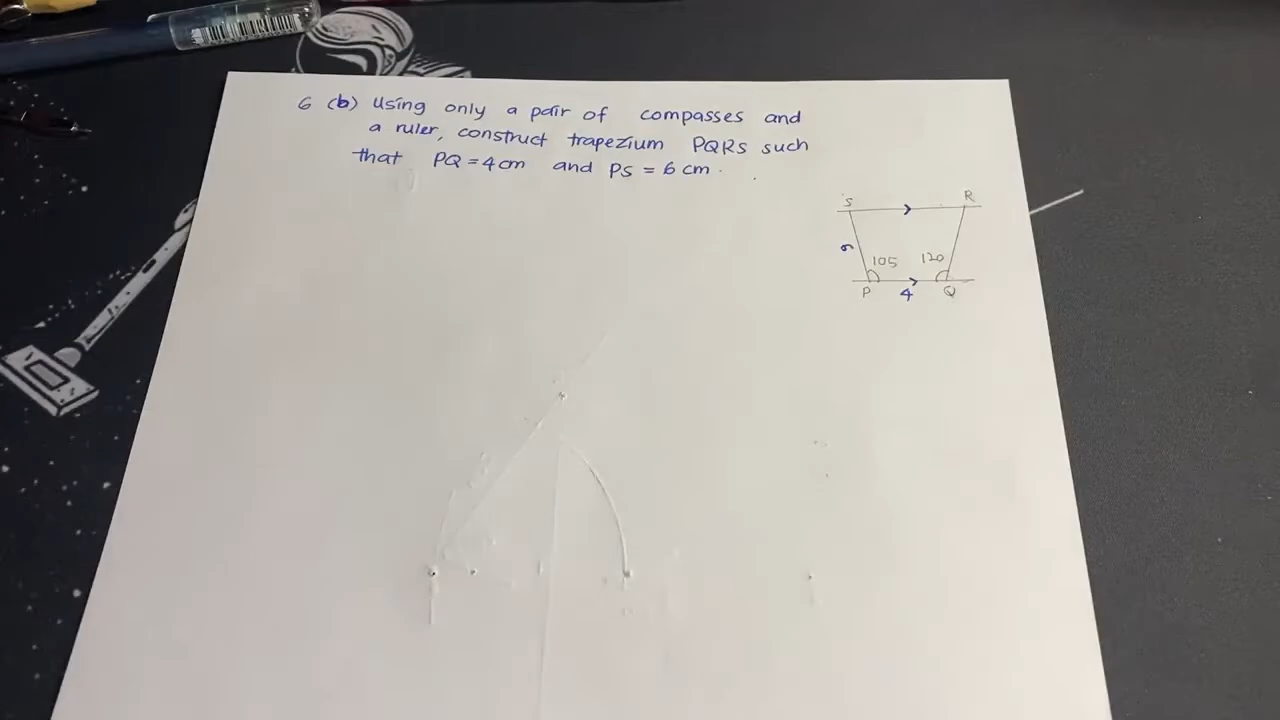 6 (b) Using only a pair of compasses and
a ruler, construct trapezium PQRS such
that PQ = 4 cm and PS = 6 cm.
S R
6
105 120
P 4 Q